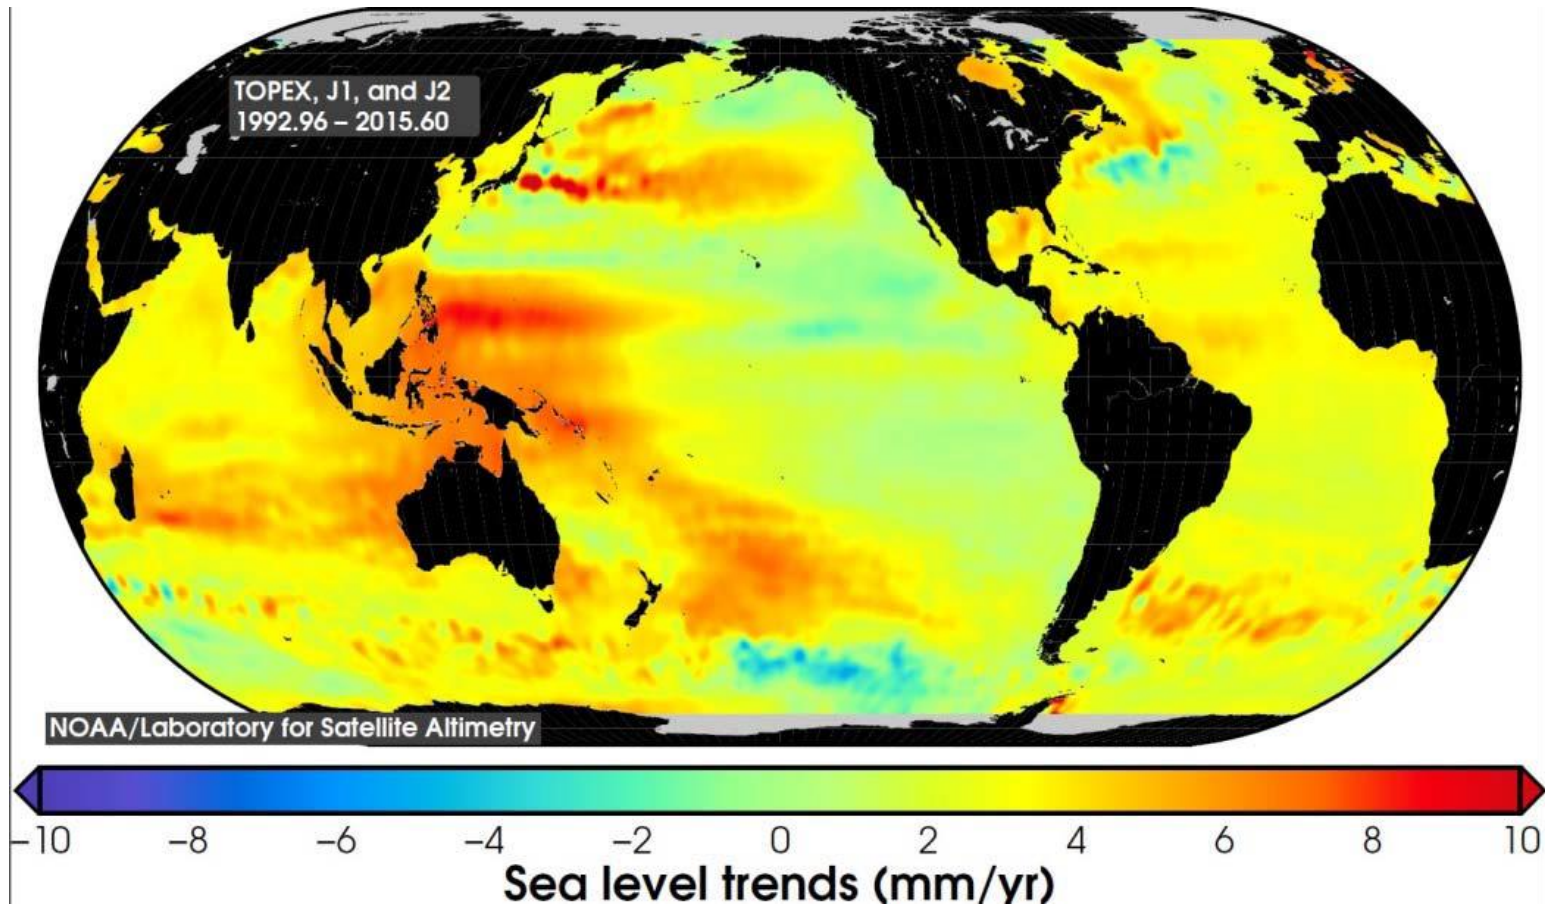 TOPEX, J1, and J2
1992.96 – 2015.60
NOAA/Laboratory for Satellite Altimetry
−10 −8 −6 −4 −2 0 2 4 6 8 10
Sea level trends (mm/yr)